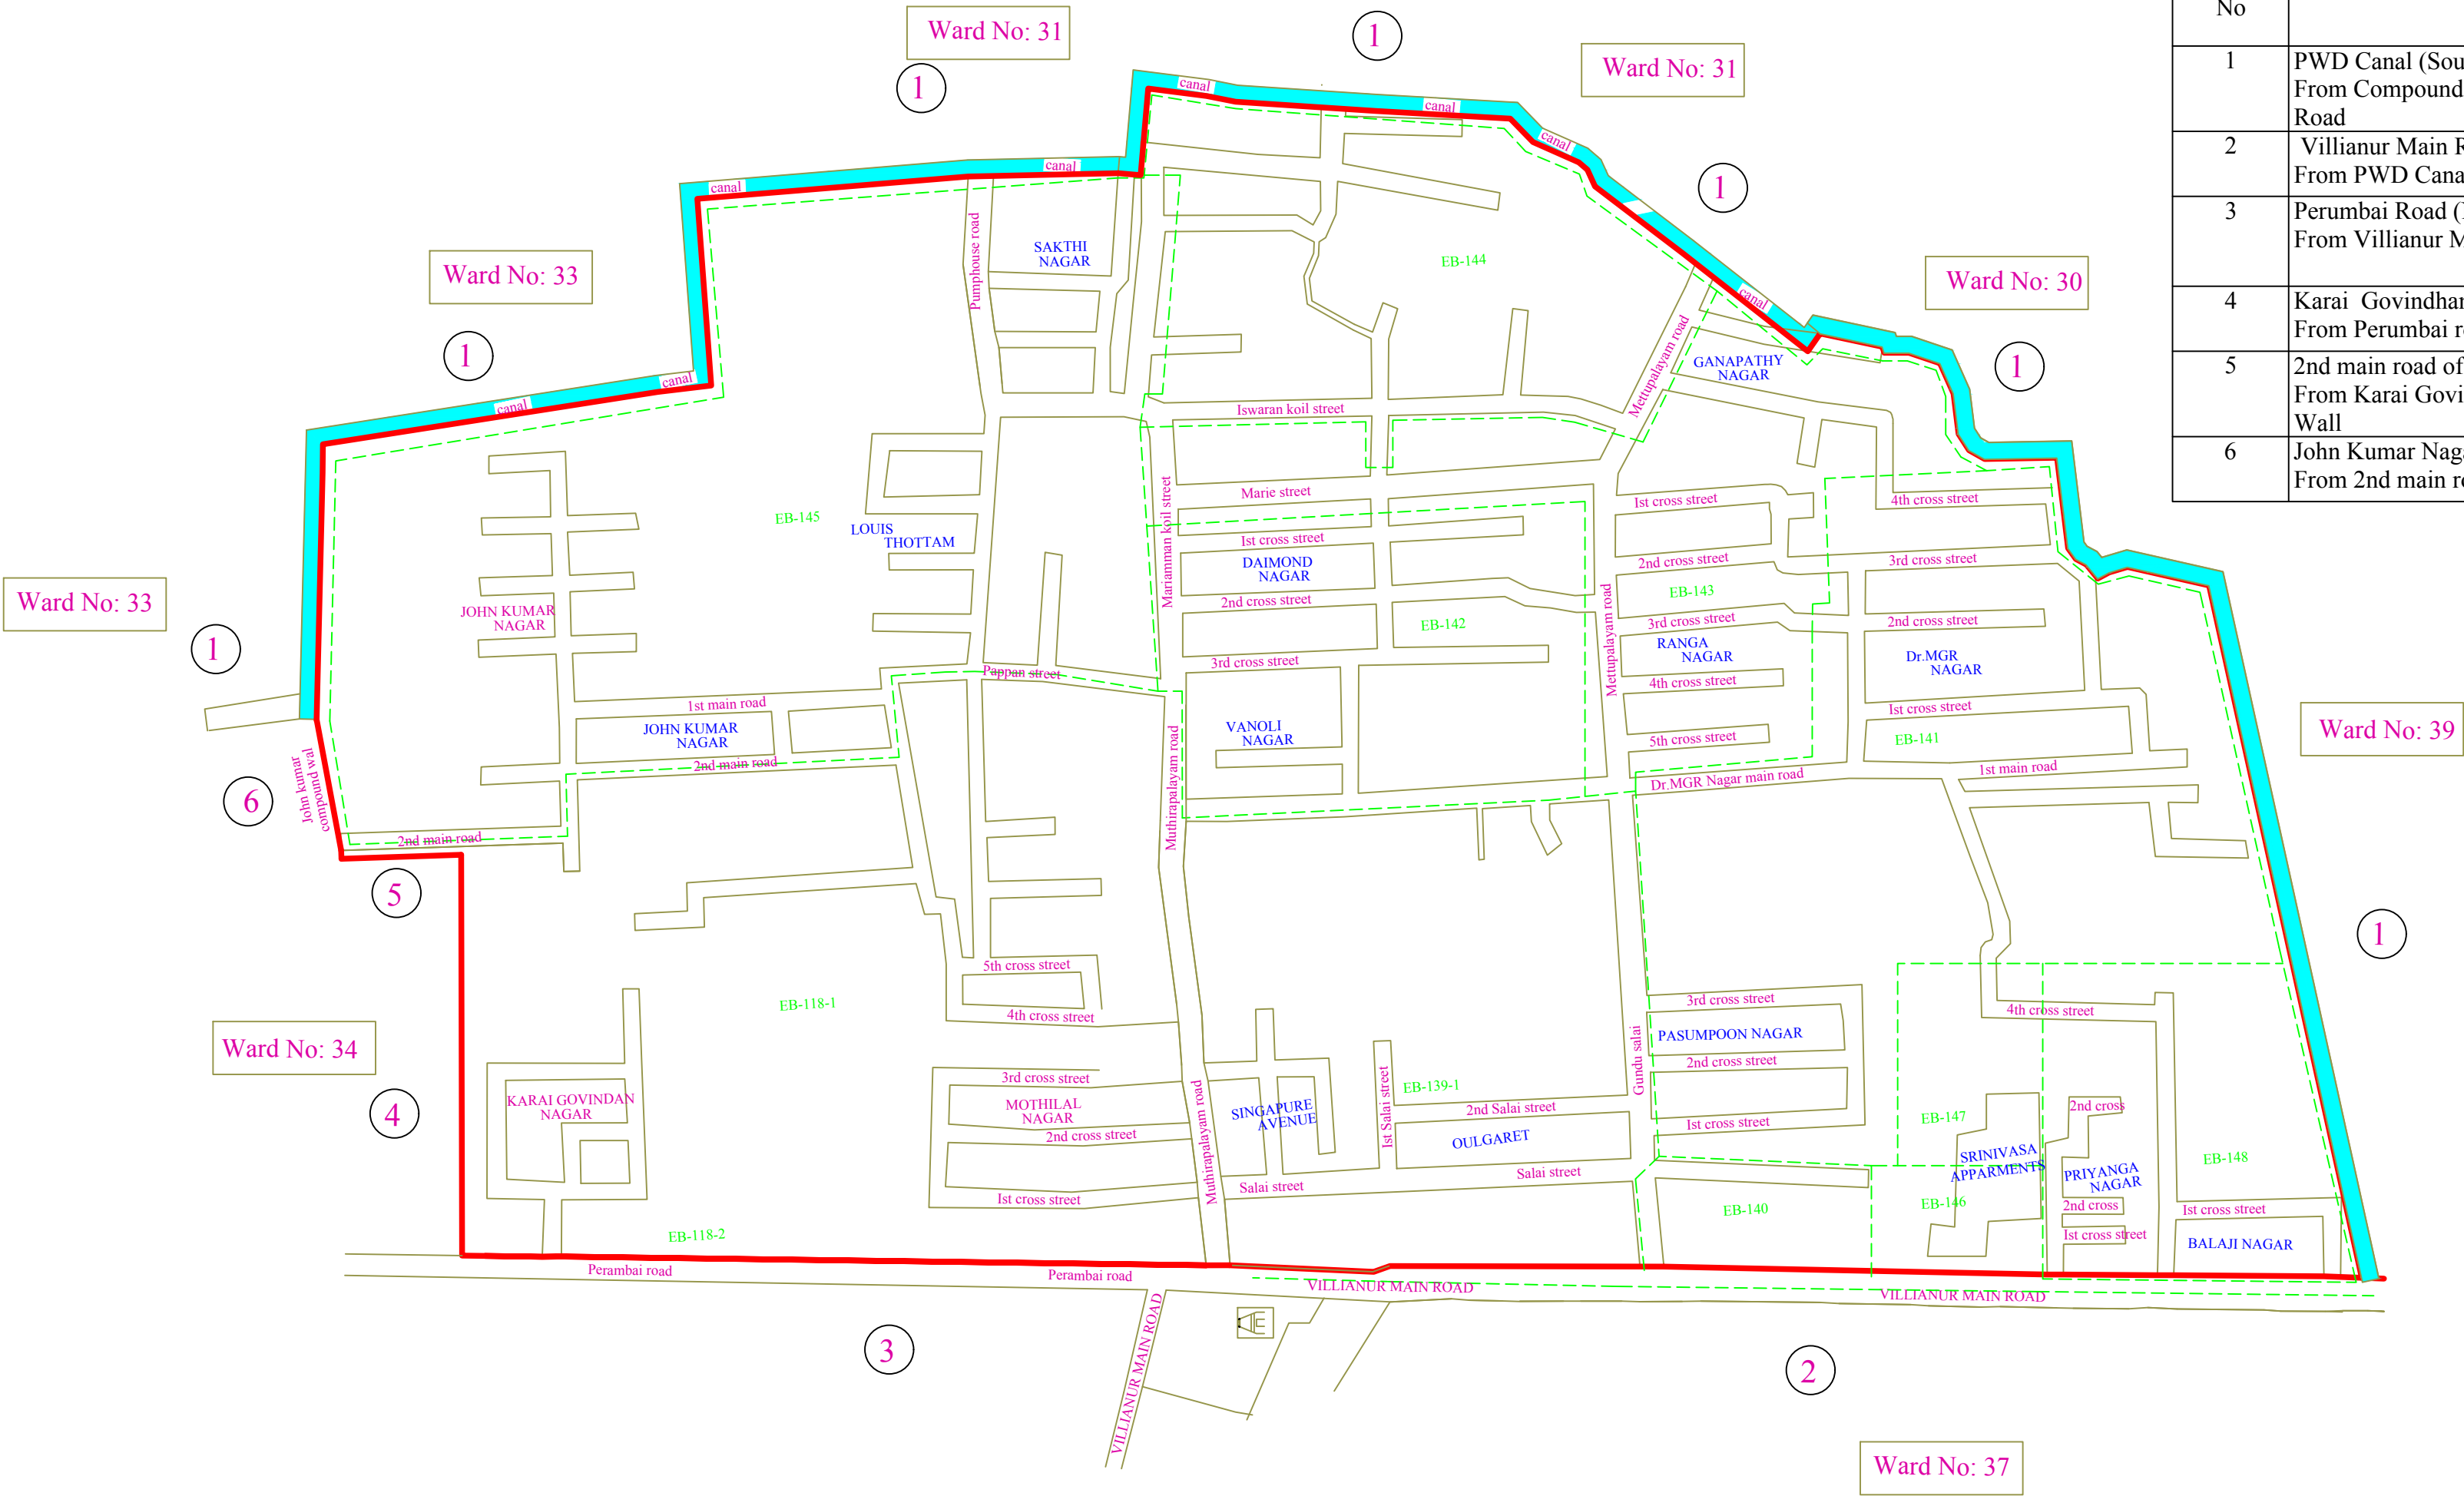 Ward No: 31
1
1
Ward No: 31
No
1
PWD Canal (Sou
From Compound
Road
2
Villianur Main R
From PWD Cana
3
Perumbai Road (
From Villianur M
4
Karai Govindhan
From Perumbai r
5
2nd main road of
From Karai Govi
Wall
6
John Kumar Naga
From 2nd main r
canal
canal
canal
canal
canal
1
Ward No: 33
1
Pumphouse road
SAKTHI
NAGAR
EB-144
Ward No: 30
canal
1
canal
canal
Mettupalayam road
GANAPATHY
NAGAR
Iswaran koil street
Marie street
Ist cross street
4th cross street
EB-145
LOUIS
THOTTAM
Mariamman koil street
Ist cross street
DAIMOND
NAGAR
2nd cross street
3rd cross street
Ward No: 33
JOHN KUMAR
NAGAR
2nd cross street
EB-142
Mettupalayam road
EB-143
3rd cross street
2nd cross street
1
RANGA
NAGAR
Dr.MGR
NAGAR
3rd cross street
Pappan street
4th cross street
1st main road
JOHN KUMAR
NAGAR
2nd main road
VANOLI
NAGAR
Ist cross street
5th cross street
EB-141
Ward No: 39
Dr.MGR Nagar main road
1st main road
John kumar
compound wal
6
Muthirapalayam road
2nd main road
5
1
5th cross street
EB-118-1
4th cross street
3rd cross street
4th cross street
Ward No: 34
PASUMPOON NAGAR
Gundu salai
2nd cross street
3rd cross street
KARAI GOVINDAN
NAGAR
4
MOTHILAL
NAGAR
2nd cross street
Muthirapalayam road
SINGAPURE
AVENUE
1st Salai street
EB-139-1
2nd Salai street
OULGARET
Ist cross street
EB-147
2nd cross
SRINIVASA
APPARMENTS
PRIYANGA
NAGAR
EB-148
Ist cross street
Salai street
Salai street
EB-140
EB-146
2nd cross
Ist cross street
Ist cross street
BALAJI NAGAR
EB-118-2
Perambai road
Perambai road
VILLIANUR MAIN ROAD
VILLIANUR MAIN ROAD
VILLIANUR MAIN ROAD
3
2
Ward No: 37